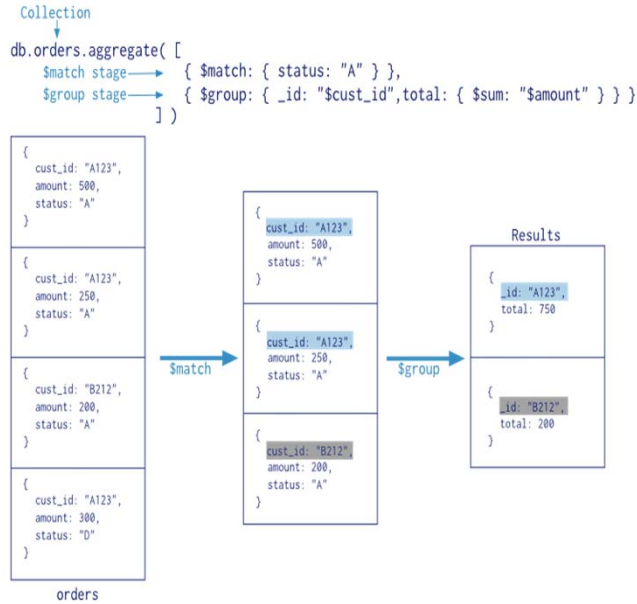 Collection
db.orders.aggregate( [
$match stage
{ $match: { status: "A" } },
$group stage
{ $group: { _id: "$cust_id",total: { $sum: "$amount" } } }
] )
{
cust_id: "A123",
amount: 500,
status: "A"
}
{
cust_id: "A123",
amount: 250,
status: "A"
}
{
cust_id: "B212",
amount: 200,
status: "A"
}
{
cust_id: "A123",
amount: 300,
status: "D"
}
orders
$match
{
cust_id: "A123",
amount: 500,
status: "A"
}
{
cust_id: "A123",
amount: 250,
status: "A"
}
{
cust_id: "B212",
amount: 200,
status: "A"
}
$group
Results
{
_id: "A123",
total: 750
}
{
_id: "B212",
total: 200
}